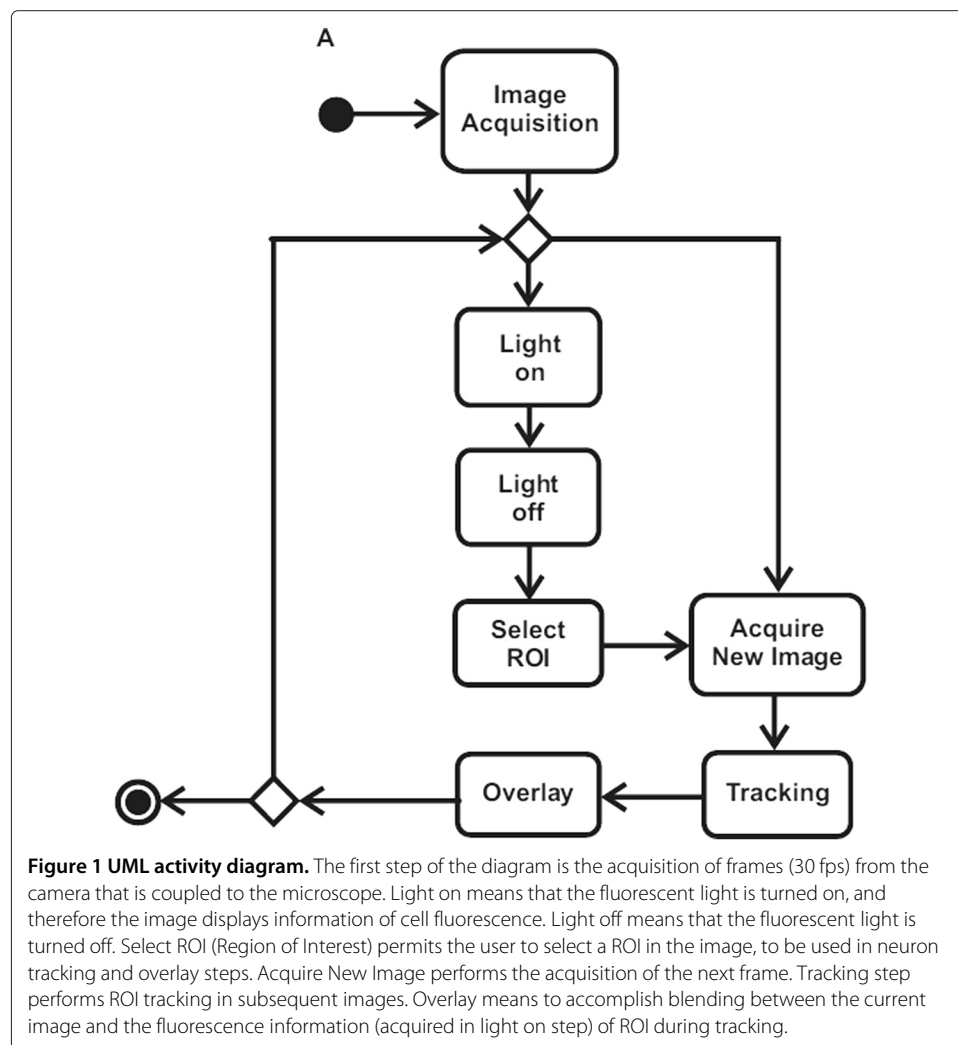 A
Image
Acquisition
Light
on
Light
off
Select
ROI
Acquire
New Image
Overlay
Tracking
Figure 1 UML activity diagram. The first step of the diagram is the acquisition of frames (30 fps) from the
camera that is coupled to the microscope. Light on means that the fluorescent light is turned on, and
therefore the image displays information of cell fluorescence. Light off means that the fluorescent light is
turned off. Select ROI (Region of Interest) permits the user to select a ROI in the image, to be used in neuron
tracking and overlay steps. Acquire New Image performs the acquisition of the next frame. Tracking step
performs ROI tracking in subsequent images. Overlay means to accomplish blending between the current
image and the fluorescence information (acquired in light on step) of ROI during tracking.